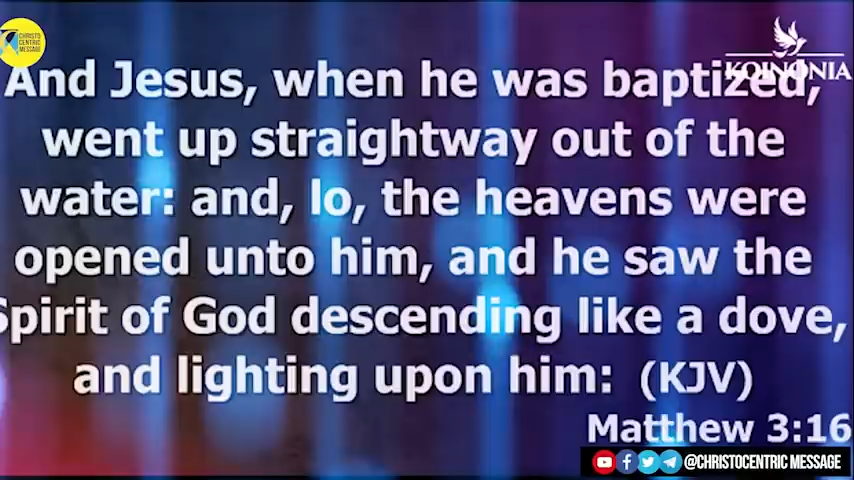 CHRISTO
CENTRIC
MESSAGE
KOINONIA
And Jesus, when he was baptized,
went up straightway out of the
water: and, lo, the heavens were
opened unto him, and he saw the
Spirit of God descending like a dove,
and lighting upon him: (KJV)
Matthew 3:16
@CHRISTOCENTRIC MESSAGE